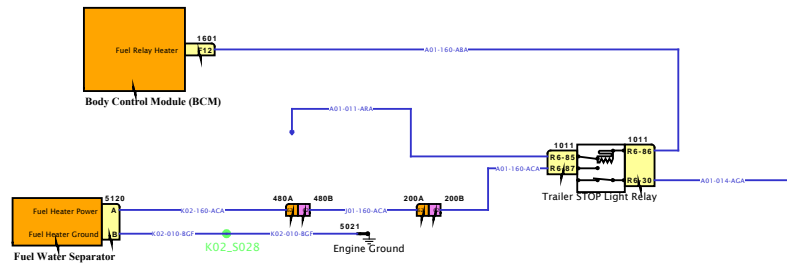 1601
Fuel Relay Heater
F12
A01-160-ABA
Body Control Module (BCM)
A01-011-ARA
1011
1011
R6-85
R6-86
R6-87
A01-160-ACA
R6-30
A01-014-AGA
Trailer STOP Light Relay
5120
480A
480B
200A
200B
Fuel Heater Power
A
K02-160-ACA
J01-160-ACA
Fuel Heater Ground
B
K02-010-BGF
K02-010-BGF
5021
K02_5028
Engine Ground
Fuel Water Separator